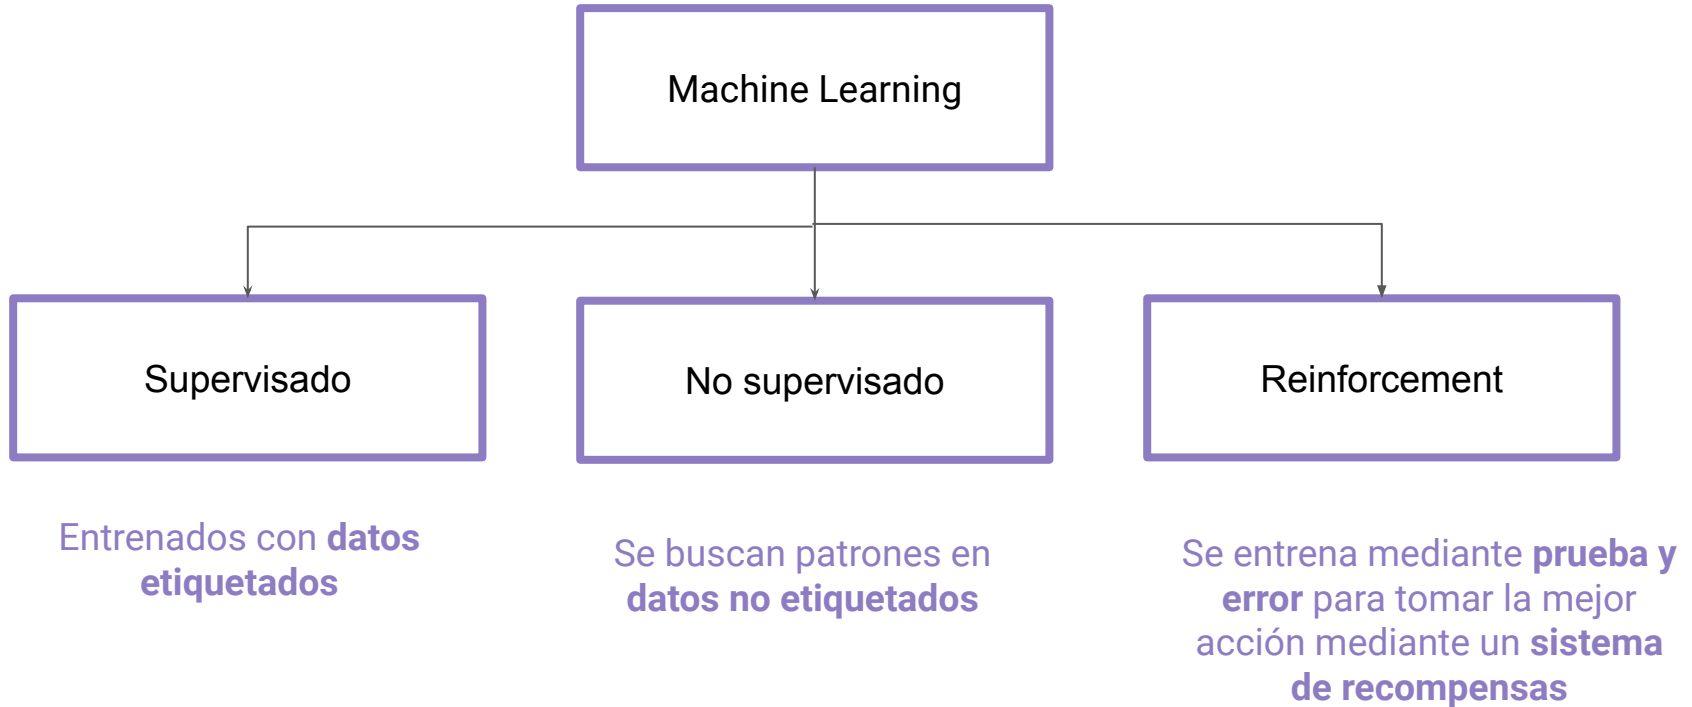 Machine Learning
Supervisado
No supervisado
Reinforcement
Entrenados con datos
etiquetados
Se buscan patrones en
datos no etiquetados
Se entrena mediante prueba y
error para tomar la mejor
acción mediante un sistema
de recompensas